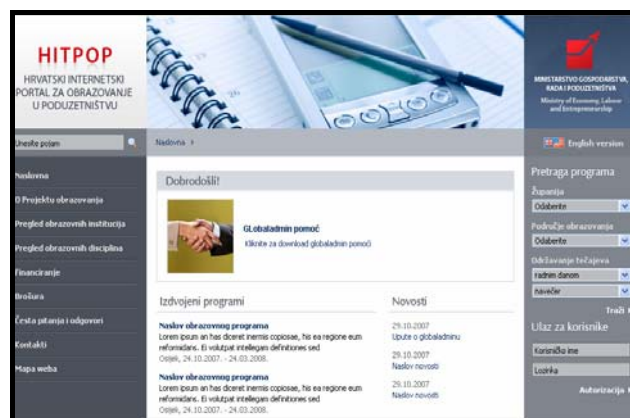 HITPOP
HRVATSKI INTERNETSKI
PORTAL ZA OBRAZOVANJE
U PODUZETNIŠTVU
Unesite pojam
Naslovna
O Projektu obrazovanja
Pregled obrazovnih institucija
Pregled obrazovnih disciplina
Financiranje
Brošura
Česta pitanja i odgovori
Kontakti
Mapa weba
Naslovna
Dobrodošli!
GLobaladmin pomoć
Kliknite za download globaladmin pomoći
Izdvojeni programi
Naslov obrazovnog programa
Lorem ipsum an has diceret inermis copiosae, his ea regione eum
reformidans. Ei volutpat intellegam definitiones sed
Osijek, 24.10.2007. - 24.03.2008.
Naslov obrazovnog programa
Lorem ipsum an has diceret inermis copiosae, his ea regione eum
reformidans. Ei volutpat intellegam definitiones sed
Osijek, 24.10.2007. - 24.03.2008.
Novosti
29.10.2007
Upute o globaladminu
29.10.2007
Naslov novosti
29.10.2007
Naslov novosti
MINISTARSTVO GOSPODARSTVA,
RADA I PODUZETNIŠTVA
Ministry of Economy, Labour
and Entrepreneurship
English version
Pretraga programa
Županija
Odaberite
Područje obrazovanja
Odaberite
Održavanje tečajeva
radnim danom
navečer
Traži
Ulaz za korisnike
Korisničko ime
Lozinka
Autorizacija